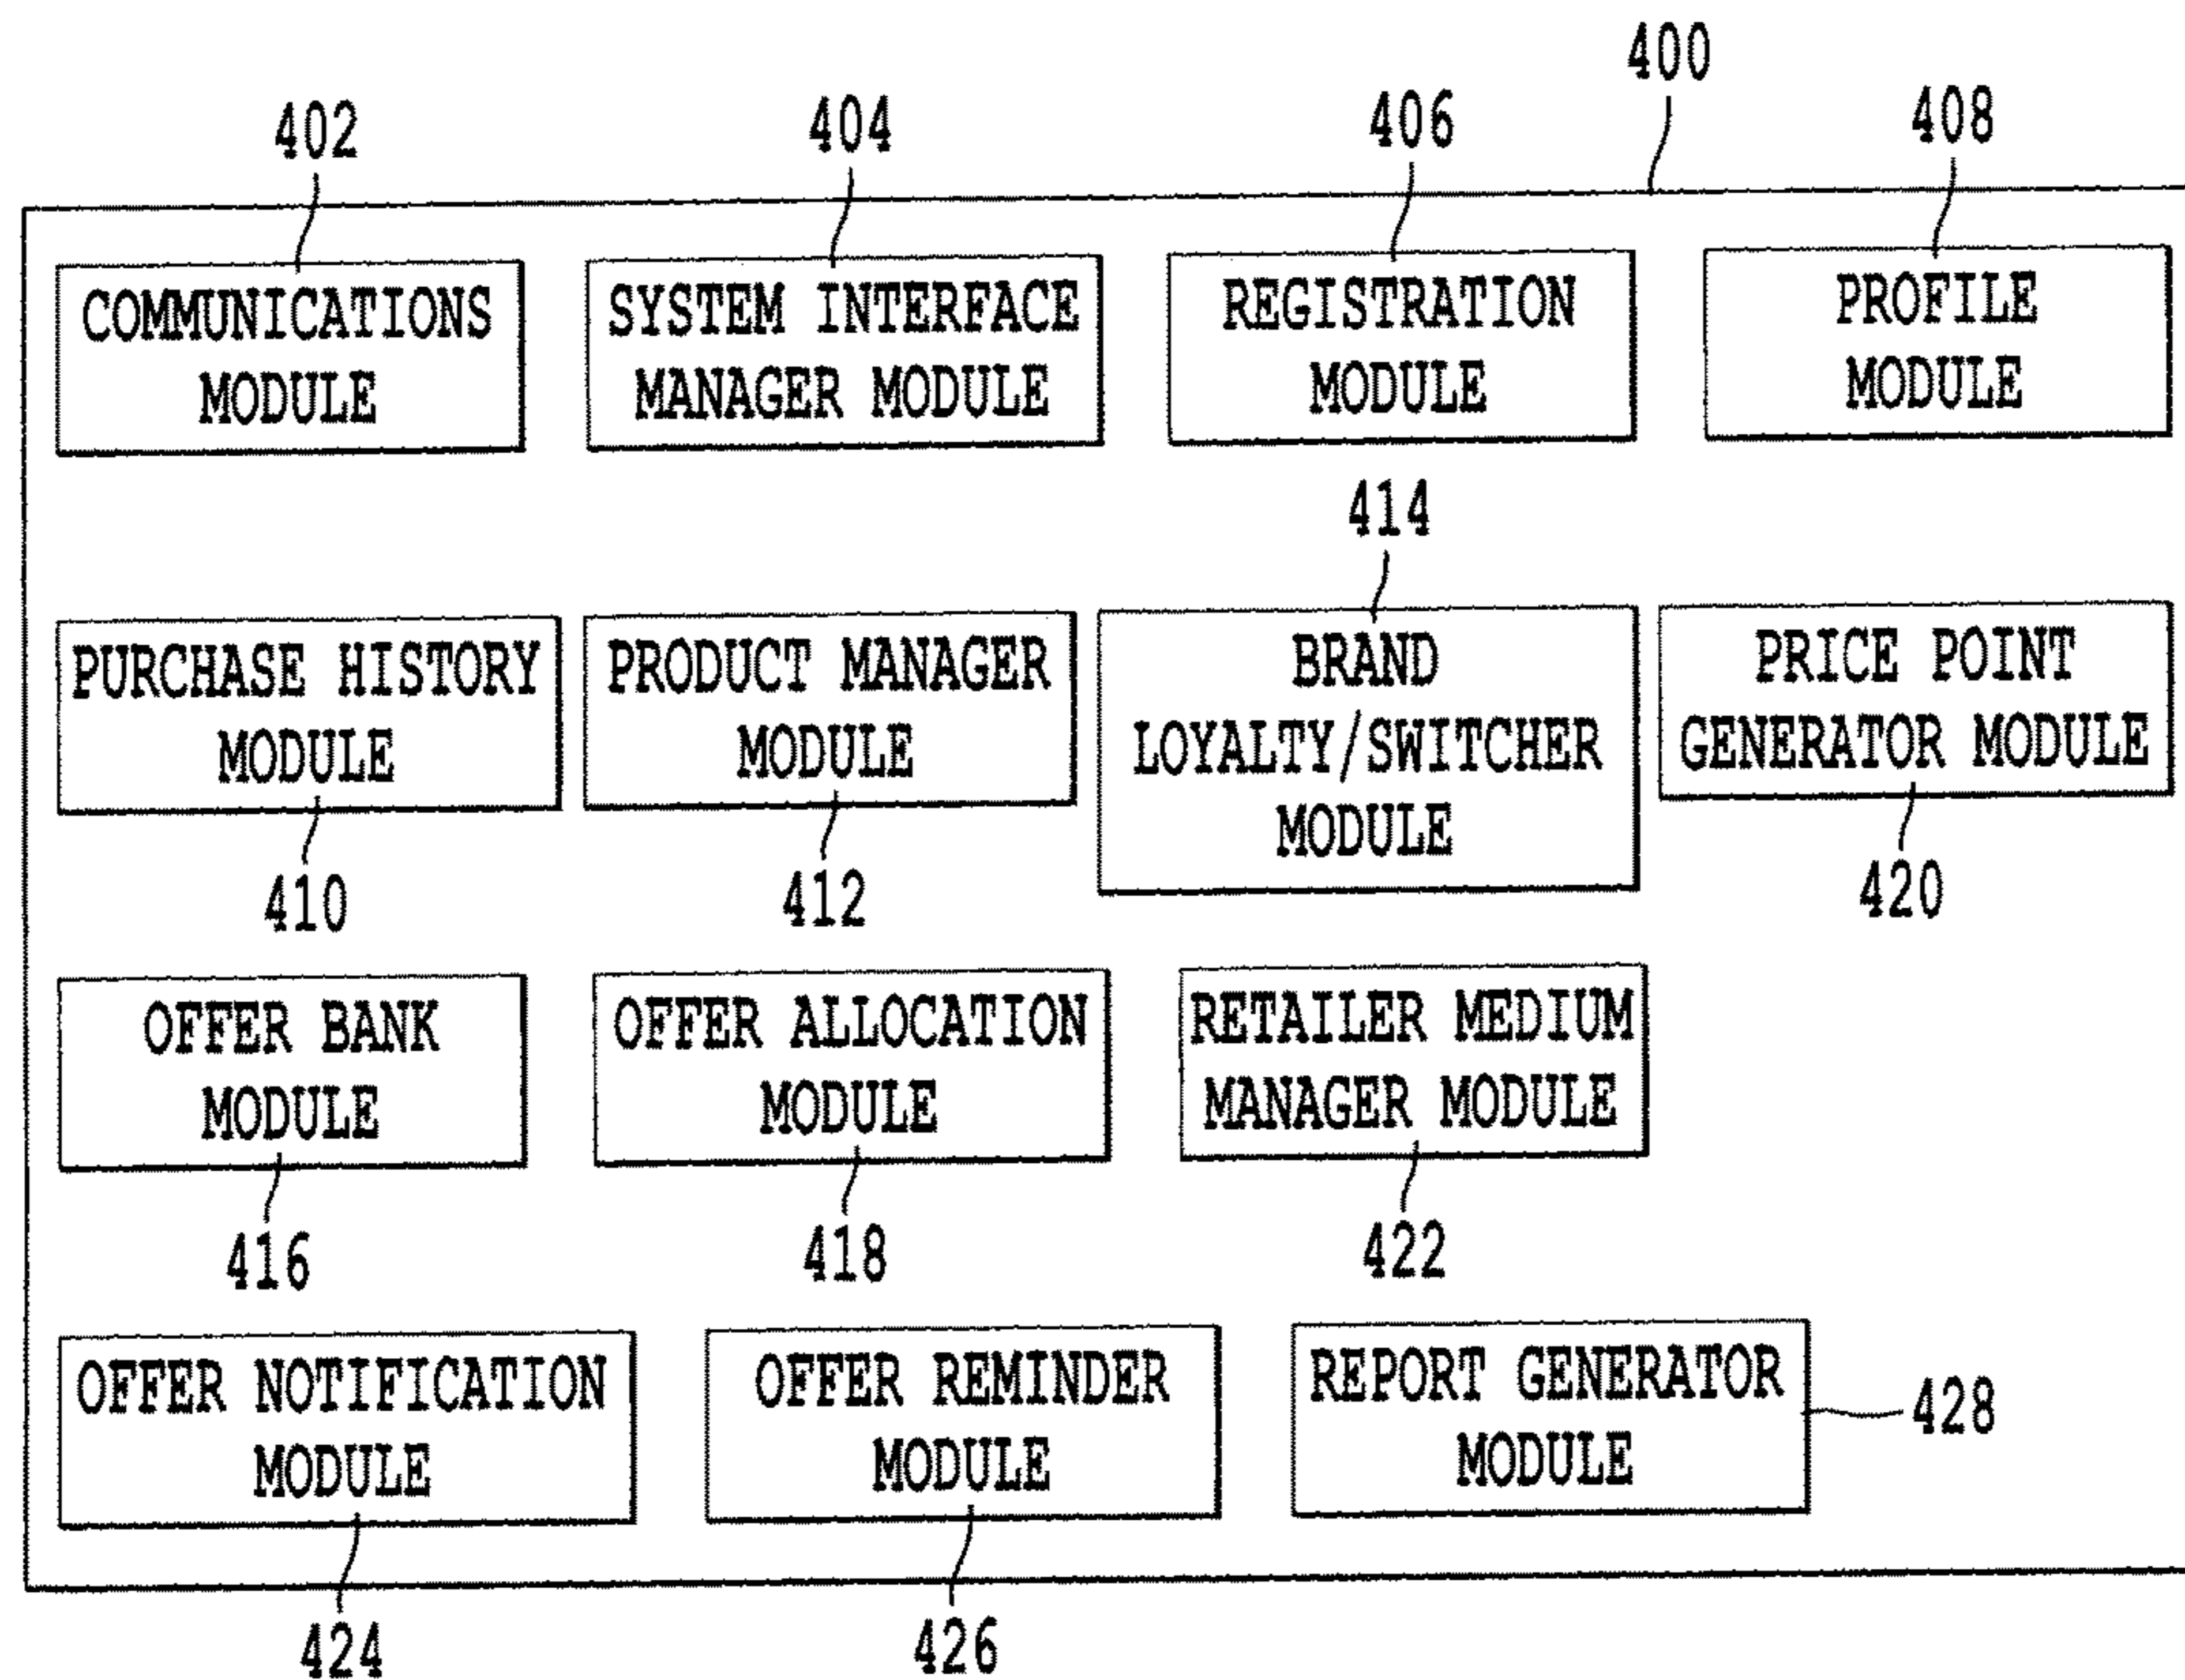 400
402
404
406
408
COMMUNICATIONS
MODULE
SYSTEM INTERFACE
MANAGER MODULE
REGISTRATION
MODULE
PROFILE
MODULE
414
PURCHASE HISTORY
MODULE
PRODUCT MANAGER
MODULE
BRAND
LOYALTY/SWITCHER
MODULE
PRICE POINT
GENERATOR MODULE
410
412
420
OFFER BANK
MODULE
OFFER ALLOCATION
MODULE
RETAILER MEDIUM
MANAGER MODULE
416
418
422
OFFER NOTIFICATION
MODULE
OFFER REMINDER
MODULE
REPORT GENERATOR
MODULE
428
424
426